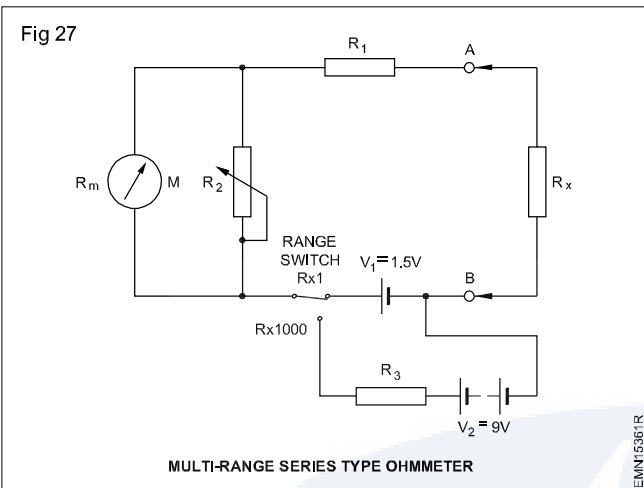 Fig 27
R1
A
Rm
M
R2
Rx
RANGE
SWITCH
Rx1
V1 = 1.5V
B
Rx1000
R3
V2 = 9V
MULTI-RANGE SERIES TYPE OHMMETER
EMN15361R